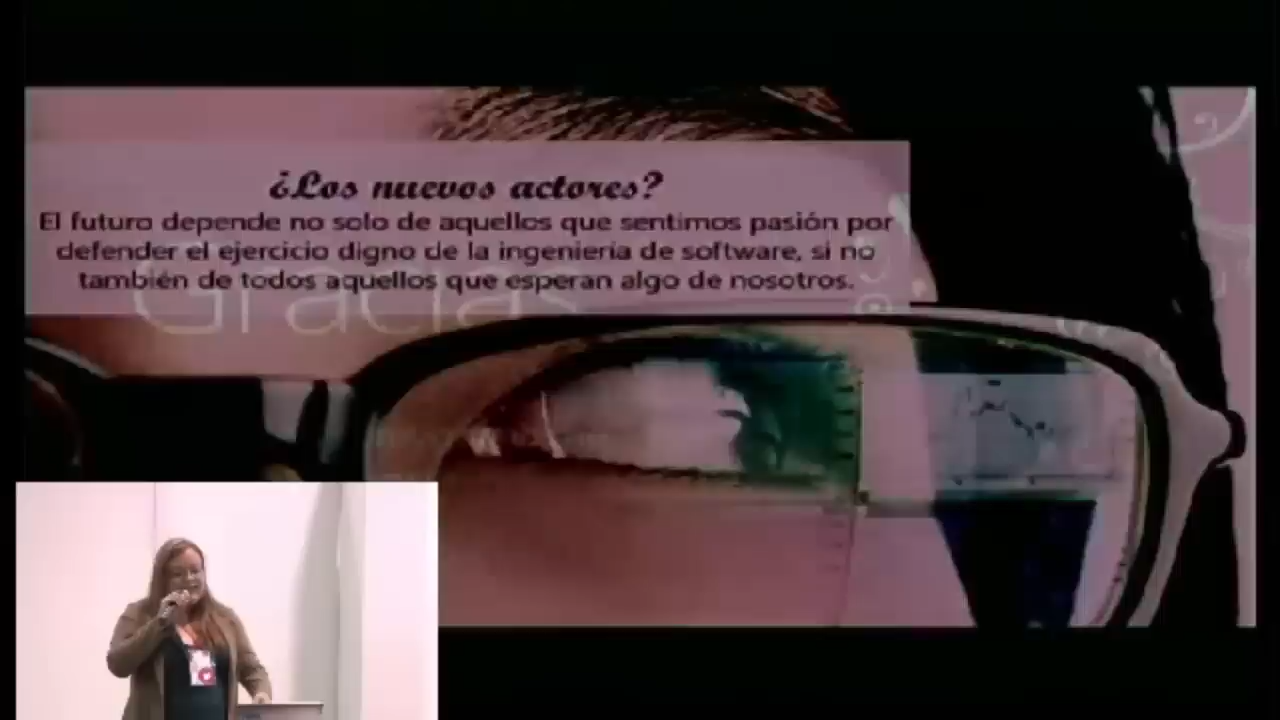 ¿Los nuevos actores?
El futuro depende no solo de aquellos que sentimos pasión por
defender el ejercicio digno de la ingeniería de software, si no
también de todos aquellos que esperan algo de nosotros.
Gracias